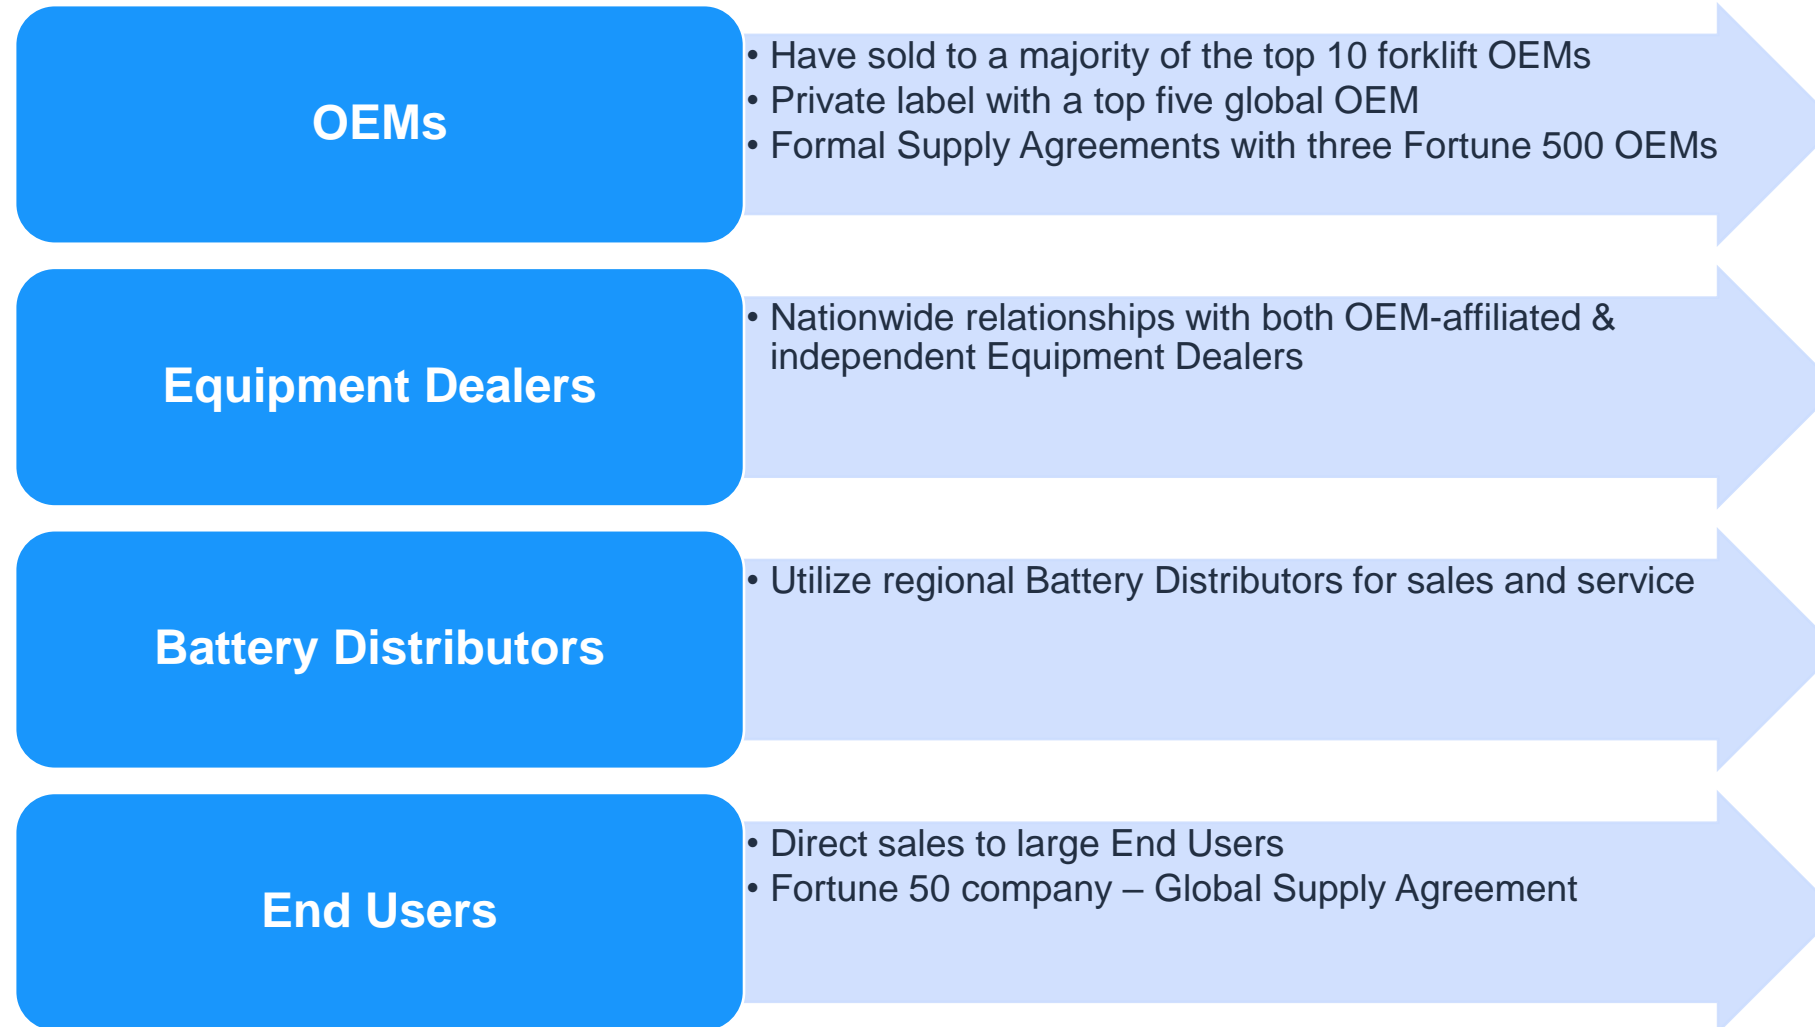 OEMs
• Have sold to a majority of the top 10 forklift OEMs
• Private label with a top five global OEM
• Formal Supply Agreements with three Fortune 500 OEMs
Equipment Dealers
• Nationwide relationships with both OEM-affiliated &
independent Equipment Dealers
Battery Distributors
• Utilize regional Battery Distributors for sales and service
End Users
• Direct sales to large End Users
• Fortune 50 company – Global Supply Agreement